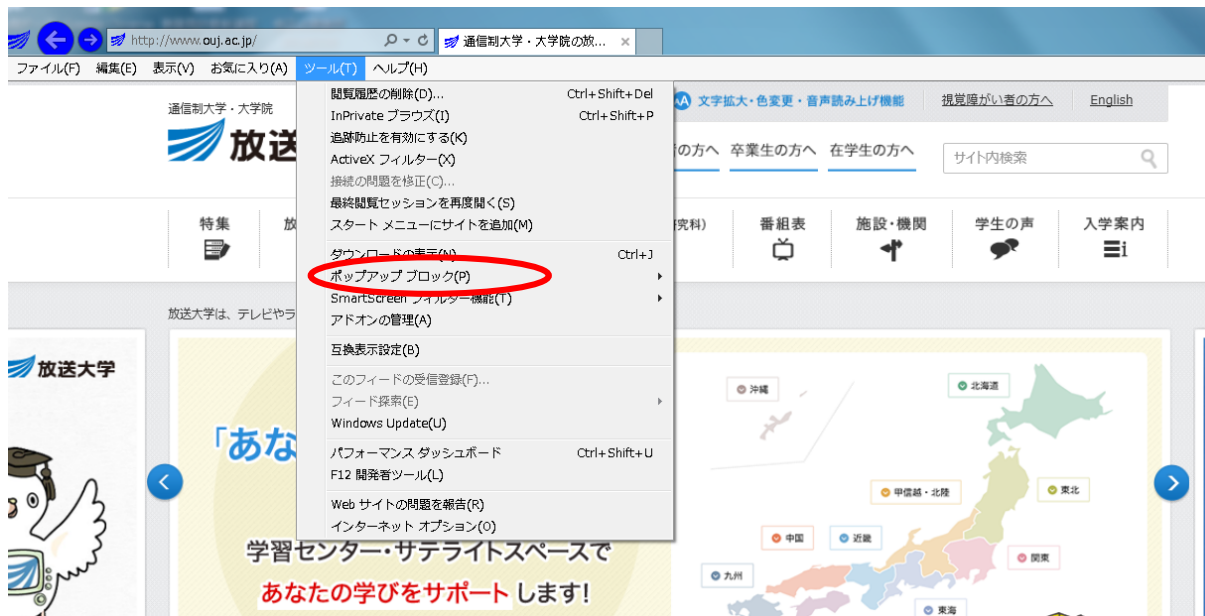 http://www.ouj.ac.jp/
通信制大学・大学院の放...
ファイル(F) 編集(E) 表示(V) お気に入り(A) ツール(T) ヘルプ(H)
閲覧履歴の削除(D)... Ctrl+Shift+Del
InPrivate ブラウズ(I) Ctrl+Shift+P
追跡防止を有効にする(K)
ActiveX フィルター(X)
接続の問題を修正(C)...
最終閲覧セッションを再度開く(S)
スタート メニューにサイトを追加(M)
ダウンロードの表示(N) Ctrl+J
ポップアップ ブロック(P)
SmartScreen フィルター機能(T)
アドオンの管理(A)
互換表示設定(B)
このフィードの受信登録(F)...
フィード探索(E)
Windows Update(U)
パフォーマンス ダッシュボード Ctrl+Shift+U
F12 開発者ツール(L)
Web サイトの問題を報告(R)
インターネット オプション(O)
通信制大学・大学院
放送
文字拡大・色変更・音声読み上げ機能 視覚障がい者の方へ English
の方へ 卒業生の方へ 在学生の方へ
サイト内検索
特集 放 究科) 番組表 施設・機関 学生の声 入学案内
放送大学は、テレビやラ
放送大学
「あな
学習センター・サテライトスペースで
あなたの学びをサポートします!
沖縄
北海道
甲信越・北陸
東北
中国
近畿
関東
九州
東海